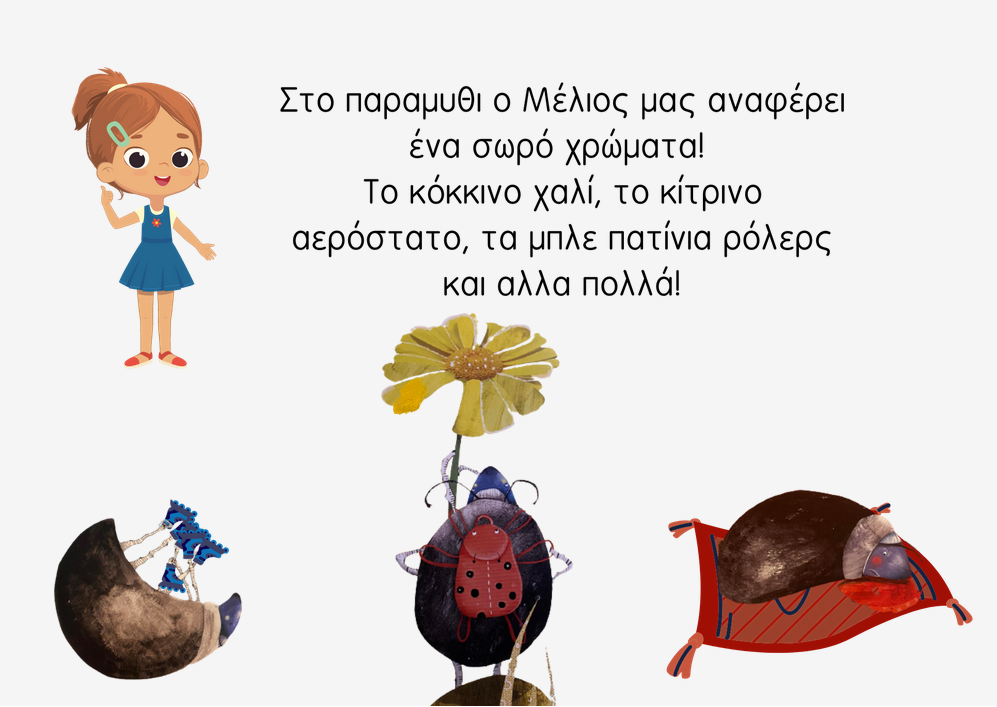 Στο παραμυθι ο Μέλιος μας αναφέρει
ένα σωρό χρώματα!
Το κόκκινο χαλί, το κίτρινο
αερόστατο, τα μπλε πατίνια ρόλερς
και αλλα πολλά!